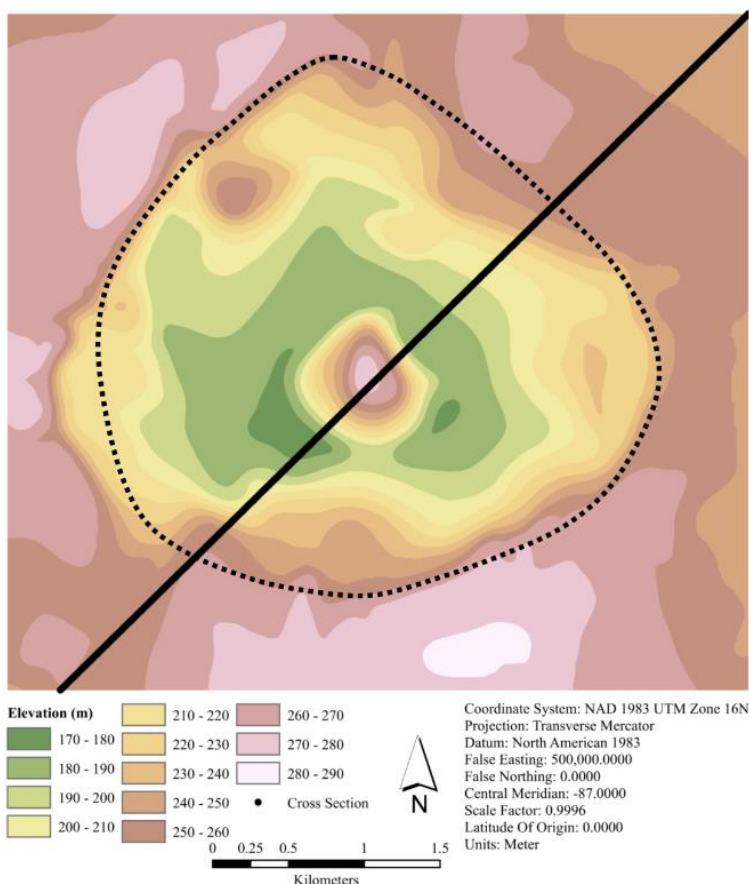 Elevation (m)
170 - 180
180 - 190
190 - 200
200 - 210
210 - 220
220 - 230
230 - 240
240 - 250
250 - 260
260 - 270
270 - 280
280 - 290
Cross Section
N
0 0.25 0.5 1 1.5
Kilometers
Coordinate System: NAD 1983 UTM Zone 16N
Projection: Transverse Mercator
Datum: North American 1983
False Easting: 500,000.0000
False Northing: 0.0000
Central Meridian: -87.0000
Scale Factor: 0.9996
Latitude Of Origin: 0.0000
Units: Meter